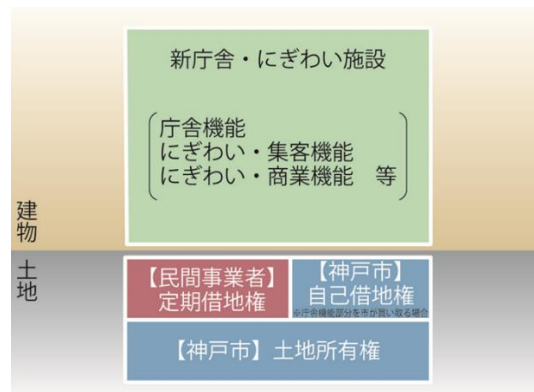 新庁舎・にぎわい施設
庁舎機能
にぎわい・集客機能
にぎわい・商業機能 等
建物
土地
【民間事業者】
定期借地権
【神戸市】
自己借地権
※庁舎機能部分を市が買い取る場合
【神戸市】土地所有権